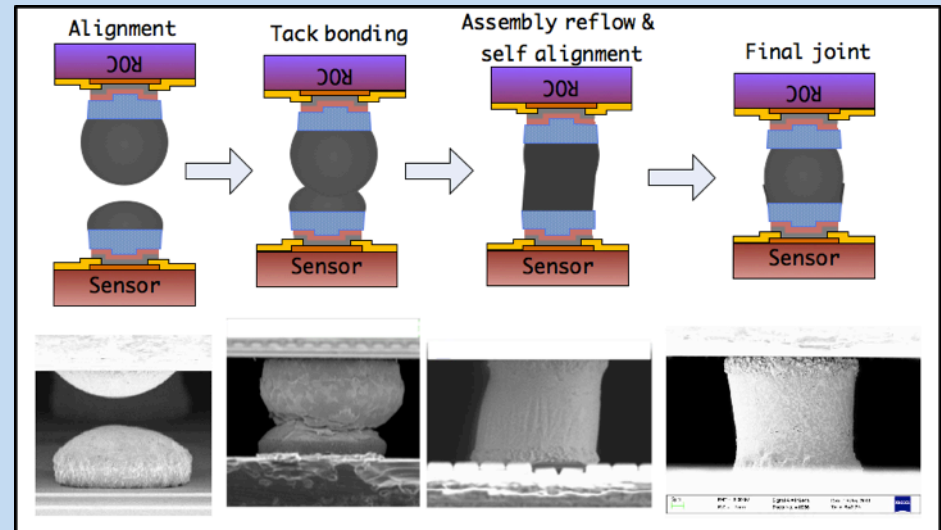 Alignment
Tack bonding
Assembly reflow &
self alignment
Final joint
ROC
ROC
ROC
ROC
Sensor
Sensor
Sensor
Sensor